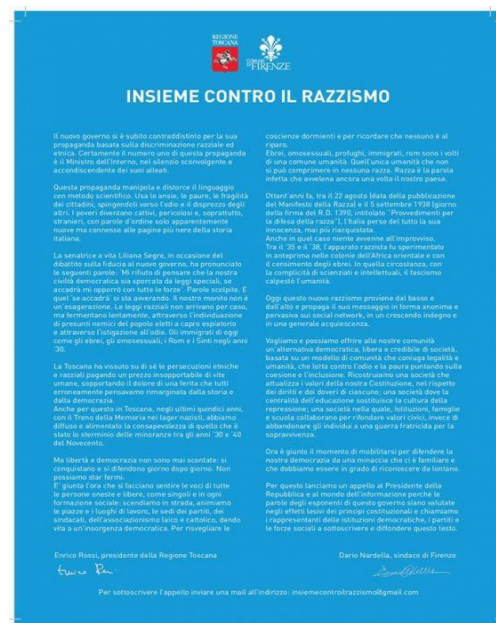 REGIONE
TOSCANA
COMUNE
DI FIRENZE
INSIEME CONTRO IL RAZZISMO
Il nuovo governo si è subito contraddistinto per la sua
propaganda basata sulla discriminazione razziale ed
etnica. Certamente il numero uno di questa propaganda
è il Ministro dell'Interno, nel silenzio sconvolgente e
accondiscendente dei suoi alleati.
Questa propaganda manipola e distorce il linguaggio
con metodo scientifico. Usa le ansie, le paure, le fragilità
dei cittadini, spingendoli verso l'odio e il disprezzo degli
altri. I poveri diventano cattivi, pericolosi e, soprattutto,
stranieri, con parole d'ordine solo apparentemente
nuove ma connesse alle pagine più nere della storia
italiana.
La senatrice a vita Liliana Segre, in occasione del
dibattito sulla fiducia al nuovo governo, ha pronunciato
le seguenti parole: 'Mi rifiuto di pensare che la nostra
civiltà democratica sia sporcata da leggi speciali, se
accadrà mi opporrò con tutte le forze'. Parole scolpite. E
quel 'se accadrà' si sta avverando. Il nostro monito non è
un'esagerazione. Le leggi razziali non arrivano per caso,
ma fermentano lentamente, attraverso l'individuazione
di presunti nemici del popolo eletti a capro espiatorio
e attraverso l'istigazione all'odio. Gli immigrati di oggi
come gli ebrei, gli omosessuali, i Rom e i Sinti negli anni
'30.
La Toscana ha vissuto su di sé le persecuzioni etniche
e razziali pagando un prezzo insopportabile di vite
umane, sopportando il dolore di una ferita che tutti
erroneamente pensavamo rimarginata dalla storia e
dalla democrazia.
Anche per questo in Toscana, negli ultimi quindici anni,
con il Treno della Memoria nei lager nazisti, abbiamo
diffuso e alimentato la consapevolezza di quello che è
stato lo sterminio delle minoranze tra gli anni '30 e '40
del Novecento.
Ma libertà e democrazia non sono mai scontate: si
conquistano e si difendono giorno dopo giorno. Non
possiamo star fermi.
E' giunta l'ora che si facciano sentire le voci di tutte
le persone oneste e libere, come singoli e in ogni
formazione sociale: scendiamo in strada, animiamo
le piazze e i luoghi di lavoro, le sedi dei partiti, dei
sindacati, dell'associazionismo laico e cattolico, dando
vita a un'insorgenza democratica. Per risvegliare le
coscienze dormienti e per ricordare che nessuno è al
riparo.
Ebrei, omosessuali, profughi, immigrati, rom sono i volti
di una comune umanità. Quell'unica umanità che non
si può comprimere in nessuna razza. Razza è la parola
infetta che avvelena ancora una volta il nostro paese.
Ottant'anni fa, tra il 22 agosto (data della pubblicazione
del Manifesto della Razza) e il 5 settembre 1938 (giorno
della firma del R.D. 1390, intitolato "Provvedimenti per
la difesa della razza"), l'Italia perse del tutto la sua
innocenza, mai più riacquistata.
Anche in quel caso niente avvenne all'improvviso.
Tra il '35 e il '38, l'apparato razzista fu sperimentato
in anteprima nelle colonie dell'Africa orientale e con
il censimento degli ebrei. In quella circostanza, con
la complicità di scienziati e intellettuali, il fascismo
calpestò l'umanità.
Oggi questo nuovo razzismo proviene dal basso e
dall'alto e propaga il suo messaggio in forma anonima e
pervasiva sui social network, in un crescendo indegno e
in una generale acquiescenza.
Vogliamo e possiamo offrire alle nostre comunità
un'alternativa democratica, libera e credibile di società,
basata su un modello di comunità che coniuga legalità e
umanità, che lotta contro l'odio e la paura puntando sulla
coesione e l'inclusione. Ricostruiamo una società che
attualizza i valori della nostra Costituzione, nel rispetto
dei diritti e dei doveri di ciascuno; una società dove la
centralità dell'educazione sostituisce la cultura della
repressione; una società nella quale, Istituzioni, famiglie
e scuola collaborano per rifondare valori civici, invece di
abbandonare gli individui a una guerra fratricida per la
sopravvivenza.
Ora è giunto il momento di mobilitarsi per difendere la
nostra democrazia da una minaccia che ci è familiare e
che dobbiamo essere in grado di riconoscere da lontano.
Per questo lanciamo un appello al Presidente della
Repubblica e al mondo dell'informazione perché le
parole degli esponenti di questo governo siano valutate
negli effetti lesivi dei principi costituzionali e chiamiamo
i rappresentanti delle istituzioni democratiche, i partiti e
le forze sociali a sottoscrivere e diffondere questo testo.
Enrico Rossi, presidente della Regione Toscana
Dario Nardella, sindaco di Firenze
Per sottoscrivere l'appello inviare una mail all'indirizzo: insiemecontroilrazzismo@gmail.com